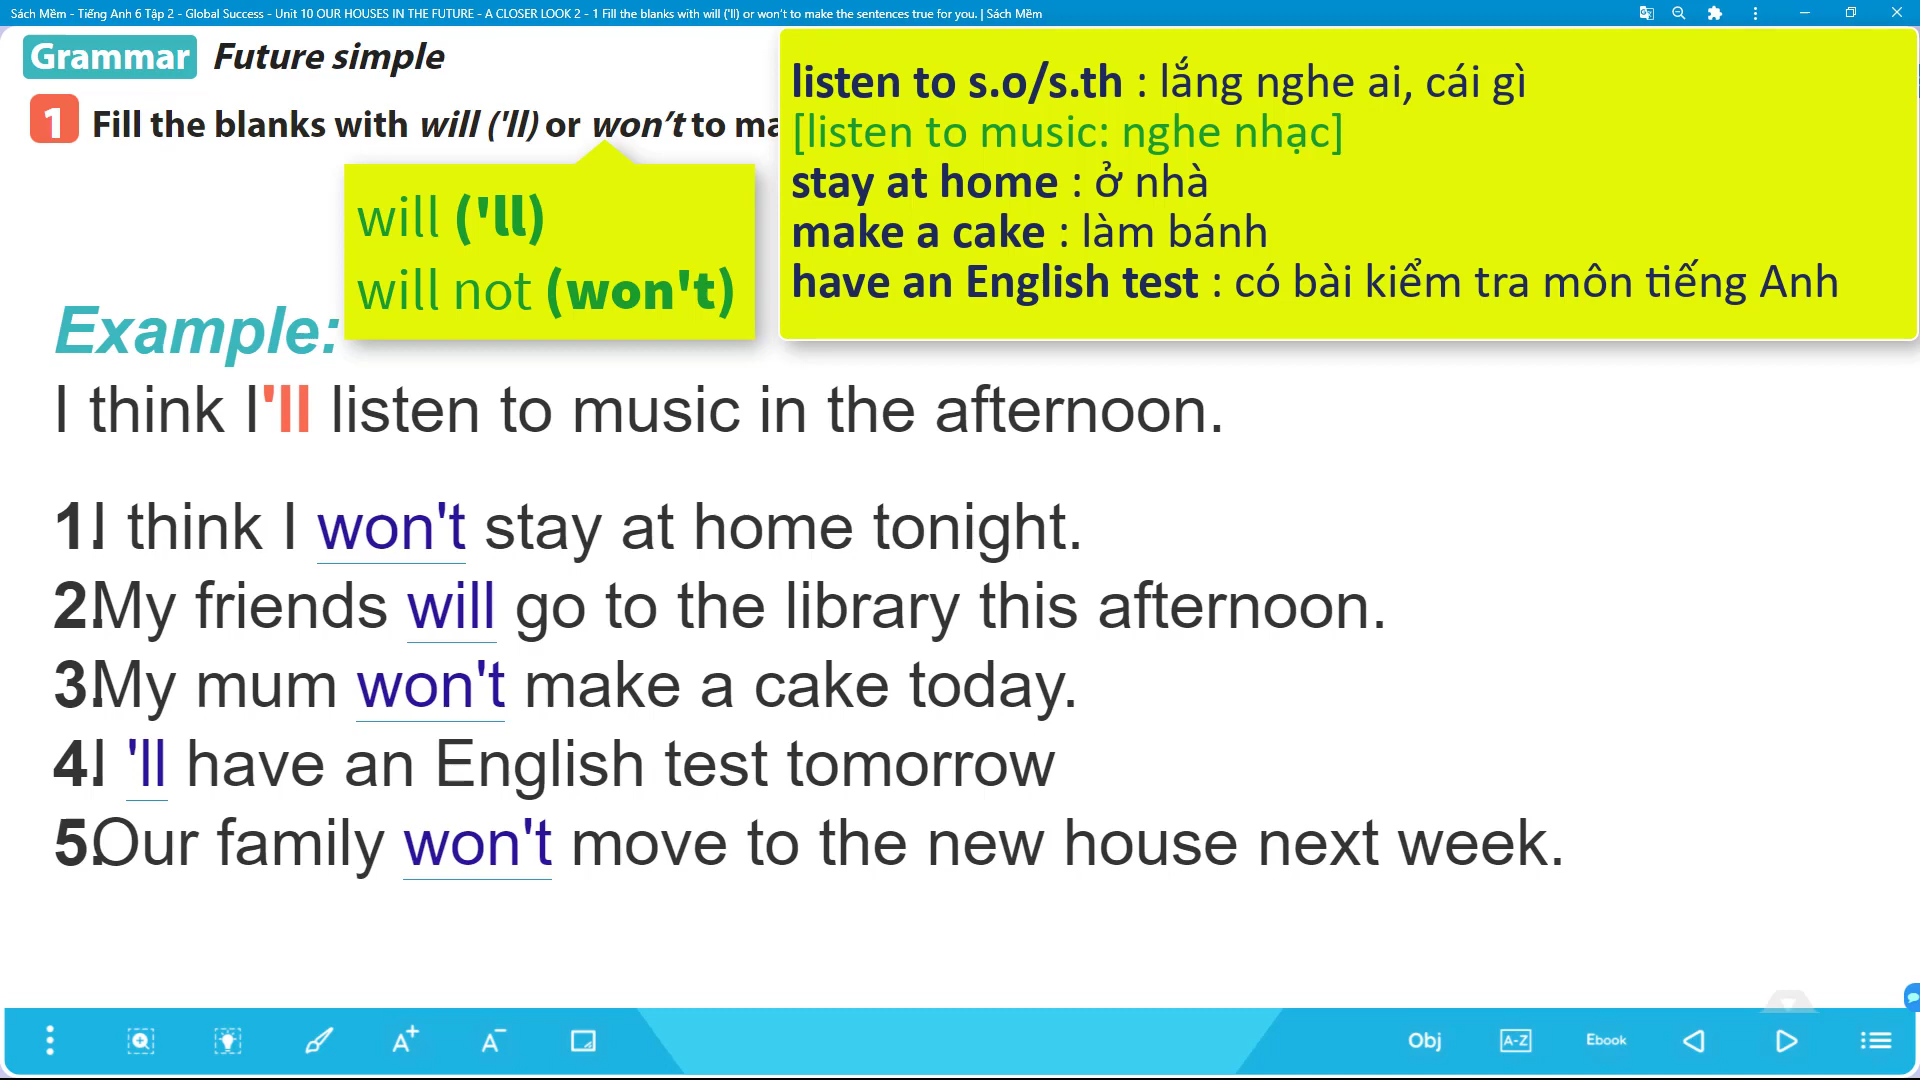 Sách Mềm - Tiếng Anh 6 Tập 2 - Global Success - Unit 10 OUR HOUSES IN THE FUTURE - A CLOSER LOOK 2 - 1 Fill the blanks with will ('ll) or won't to make the sentences true for you. | Sách Mềm
Grammar Future simple
1 Fill the blanks with will ('ll) or won't to ma
will ('ll)
will not (won't)
listen to s.o/s.th : lắng nghe ai, cái gì
[listen to music: nghe nhạc]
stay at home : ở nhà
make a cake : làm bánh
have an English test : có bài kiểm tra môn tiếng Anh
Example:
I think I'll listen to music in the afternoon.
1. I think I won't stay at home tonight.
2. My friends will go to the library this afternoon.
3. My mum won't make a cake today.
4. I 'll have an English test tomorrow
5. Our family won't move to the new house next week.
A+ A- Obj A-Z Ebook